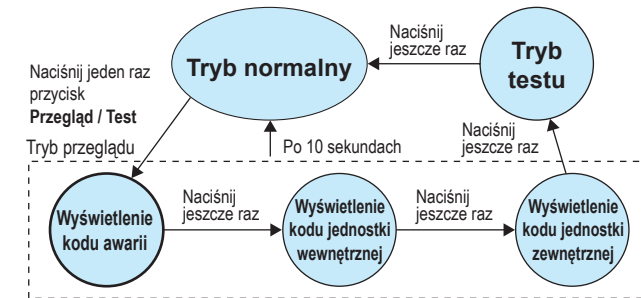 Naciśnij jeden raz
przycisk
Przegląd / Test
Tryb normalny
Naciśnij
jeszcze raz
Tryb
testu
Tryb przeglądu
Po 10 sekundach
Naciśnij
jeszcze raz
Wyświetlenie
kodu awarii
Naciśnij
jeszcze raz
Wyświetlenie
kodu jednostki
wewnętrznej
Naciśnij
jeszcze raz
Wyświetlenie
kodu jednostki
zewnętrznej